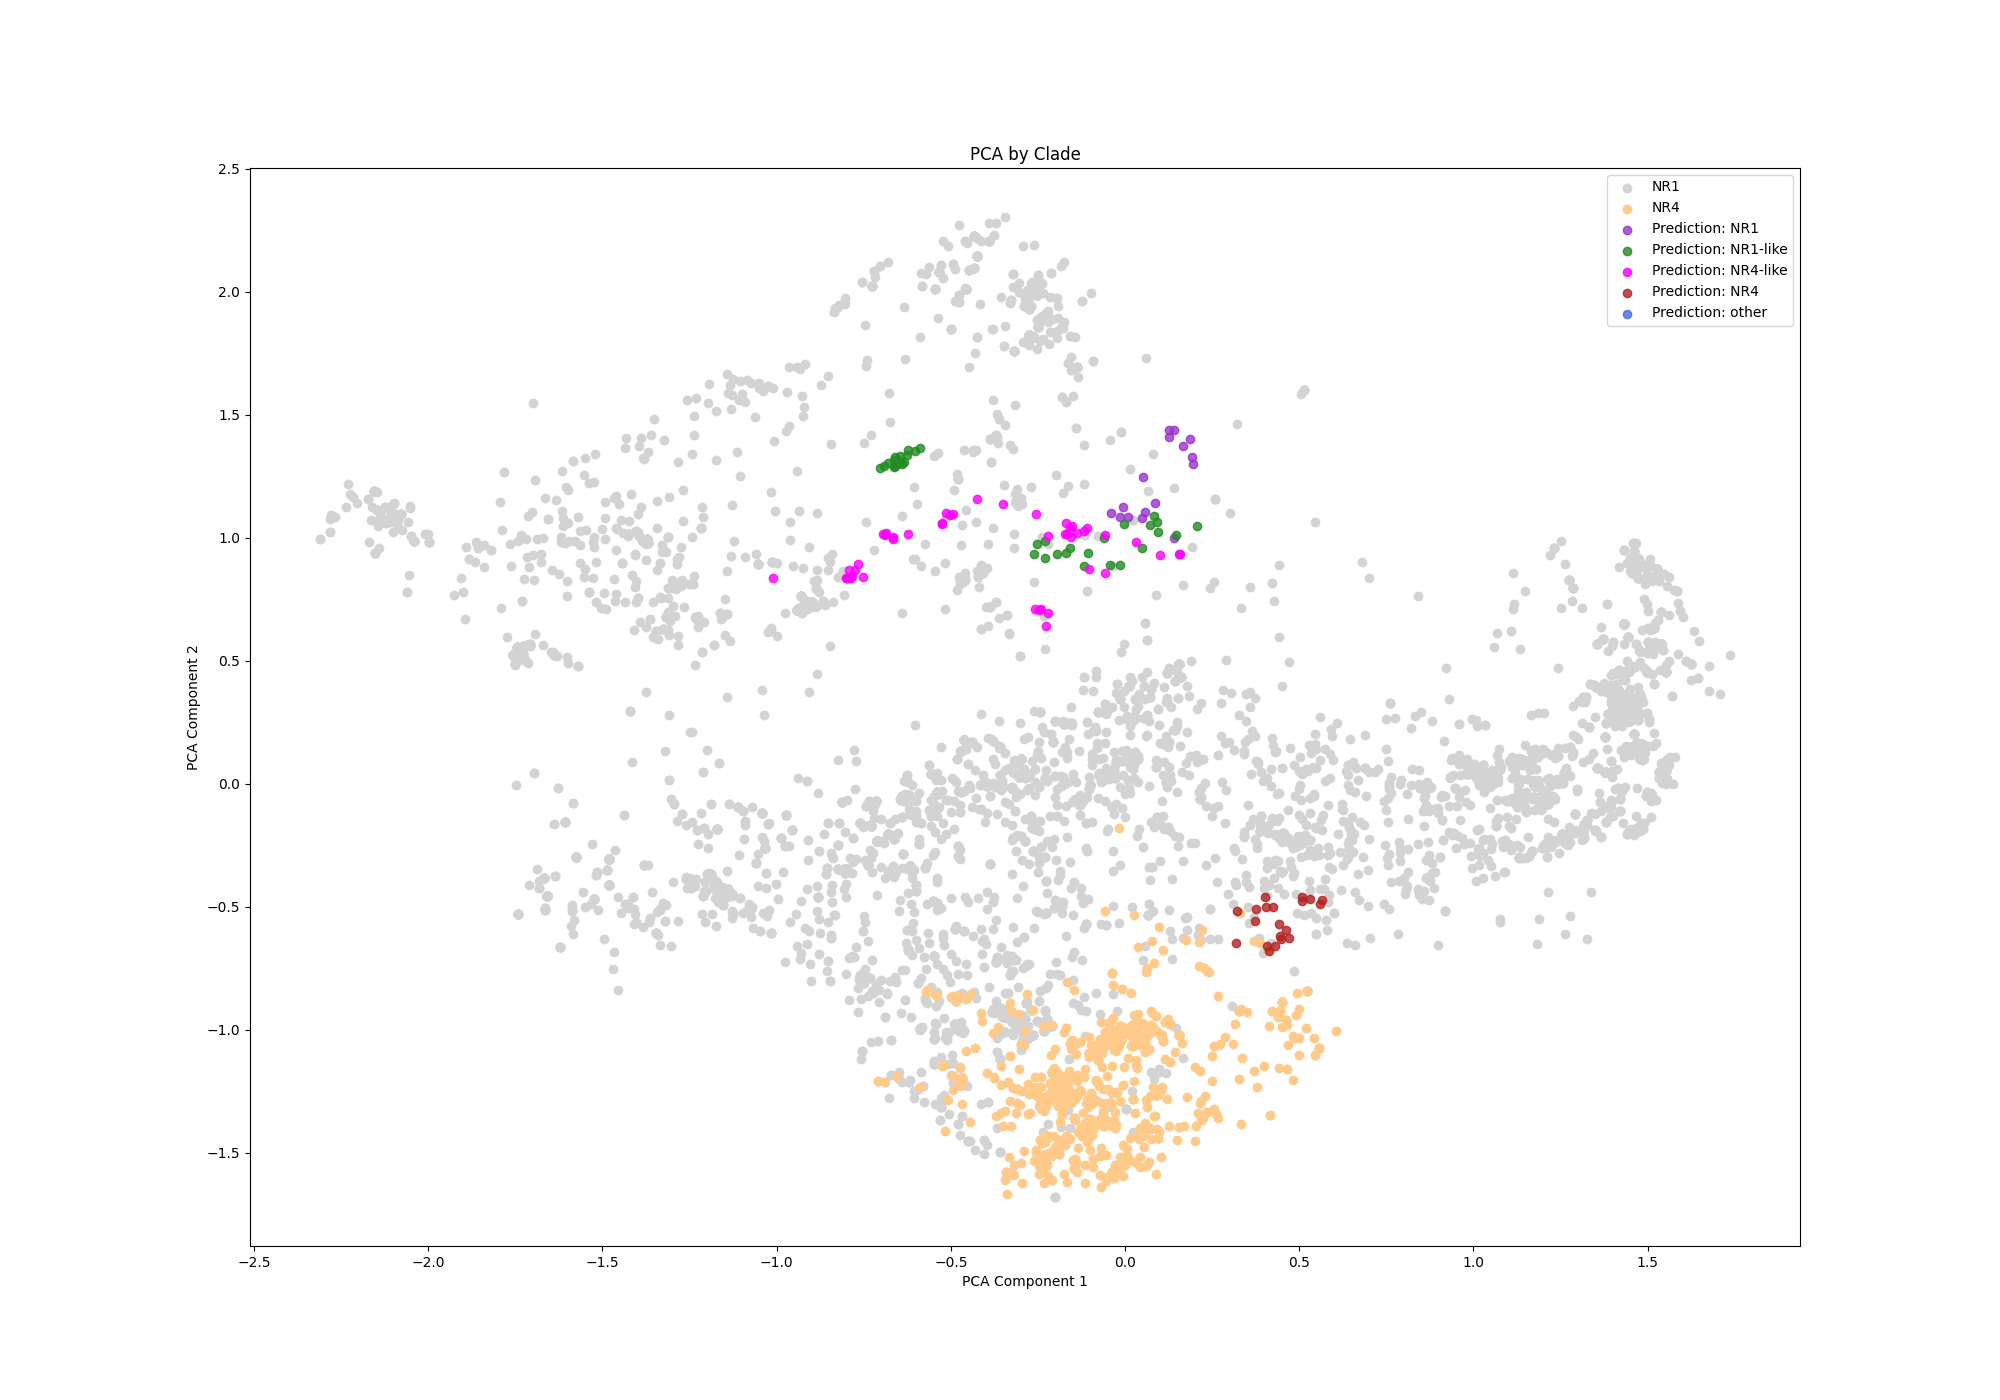 PCA by Clade
NR1
NR4
Prediction: NR1
Prediction: NR1-like
Prediction: NR4-like
Prediction: NR4
Prediction: other
2.5
2.0
1.5
1.0
0.5
0.0
−0.5
−1.0
−1.5
PCA Component 2
−2.5 −2.0 −1.5 −1.0 −0.5 0.0 0.5 1.0 1.5
PCA Component 1